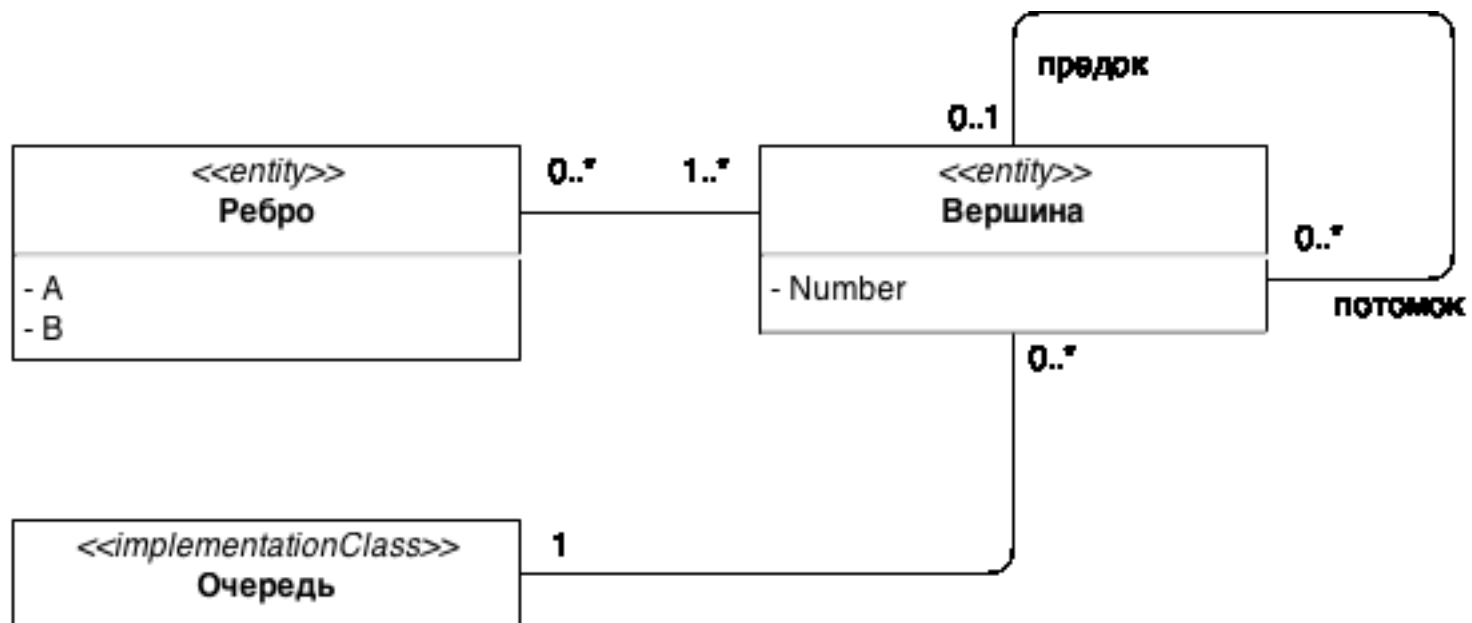 предок
0..1
<<entity>>
Ребро
0..*
1..*
<<entity>>
Вершина
- A
- B
- Number
0..*
потомок
0..*
<<implementationClass>>
Очередь
1